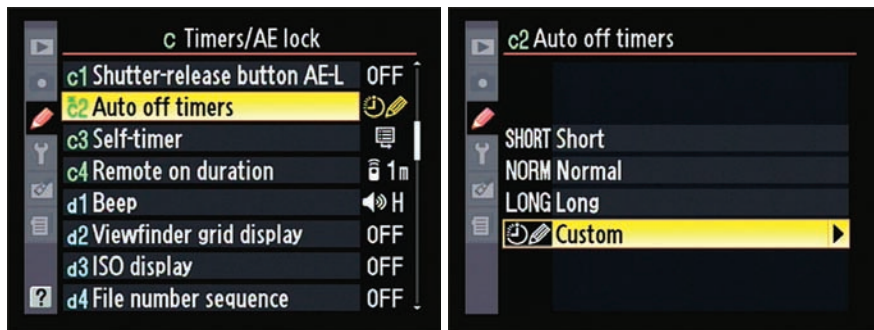 c Timers/AE lock
c1 Shutter-release button AE-L OFF
c2 Auto off timers
c3 Self-timer
c4 Remote on duration 1m
d1 Beep H
d2 Viewfinder grid display OFF
d3 ISO display OFF
d4 File number sequence OFF
?
c2 Auto off timers
SHORT Short
NORM Normal
LONG Long
Custom